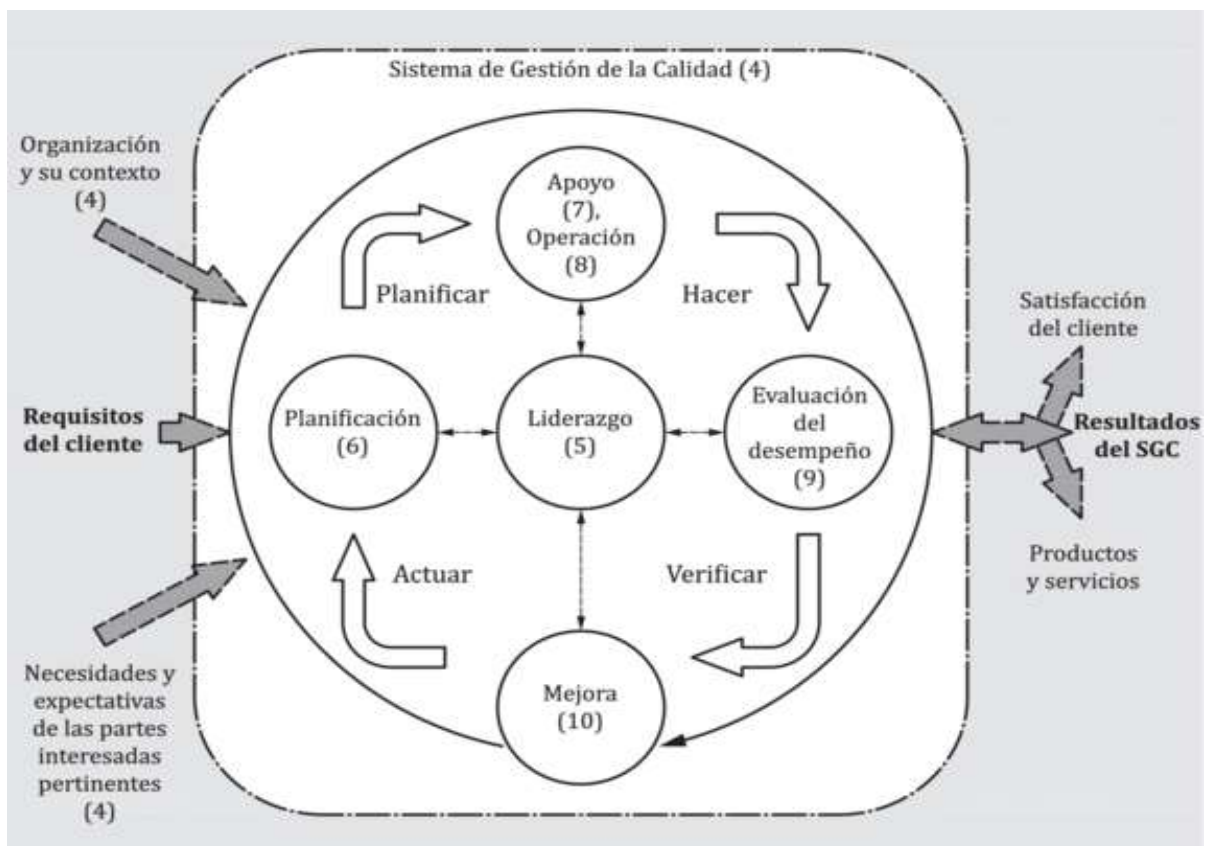 Sistema de Gestión de la Calidad (4)
Organización
y su contexto
(4)
Apoyo
(7),
Operación
(8)
Planificar
Hacer
Satisfacción
del cliente
Requisitos
del cliente
Planificación
(6)
Liderazgo
(5)
Evaluación
del
desempeño
(9)
Resultados
del SGC
Actuar
Verificar
Productos
y servicios
Necesidades y
expectativas
de las partes
interesadas
pertinentes
(4)
Mejora
(10)